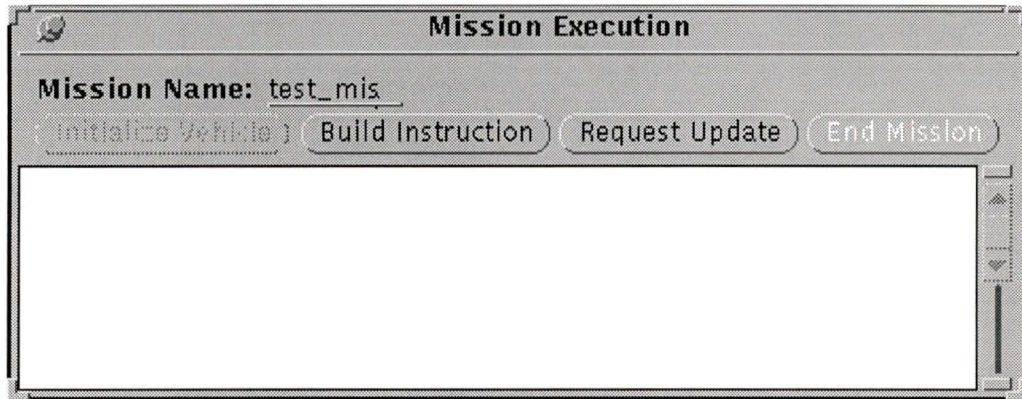 Mission Execution
Mission Name: test_mis
Initialize Vehicle Build Instruction Request Update End Mission